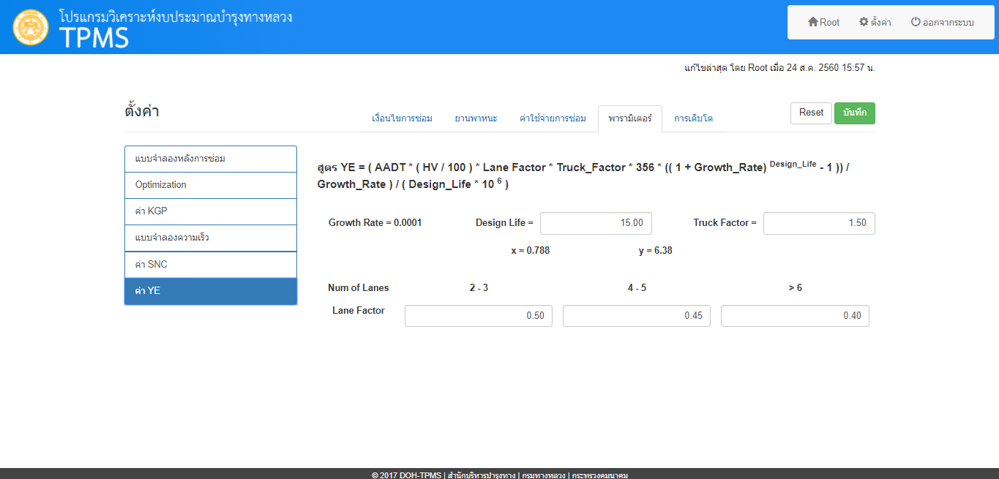 โปรแกรมวิเคราะห์งบประมาณบำรุงทางหลวง
TPMS
Root ตั้งค่า ออกจากระบบ
แก้ไขล่าสุด โดย Root เมื่อ 24 ส.ค. 2560 15:57 น.
ตั้งค่า
เงื่อนไขการซ่อม ยานพาหนะ ค่าใช้จ่ายการซ่อม พารามิเตอร์ การเติบโต
Reset บันทึก
แบบจำลองหลังการซ่อม
Optimization
ค่า KGP
แบบจำลองความเร็ว
ค่า SNC
ค่า YE
สูตร YE = ( AADT * ( HV / 100 ) * Lane Factor * Truck_Factor * 356 * (( 1 + Growth_Rate) Design_Life - 1 )) /
Growth_Rate ) / ( Design_Life * 10 6 )
Growth Rate = 0.0001 Design Life = 15.00 Truck Factor = 1.50
x = 0.788 y = 6.38
Num of Lanes 2 - 3 4 - 5 > 6
Lane Factor 0.50 0.45 0.40
© 2017 DOH-TPMS | สำนักบริหารบำรุงทาง | กรมทางหลวง | กระทรวงคมนาคม